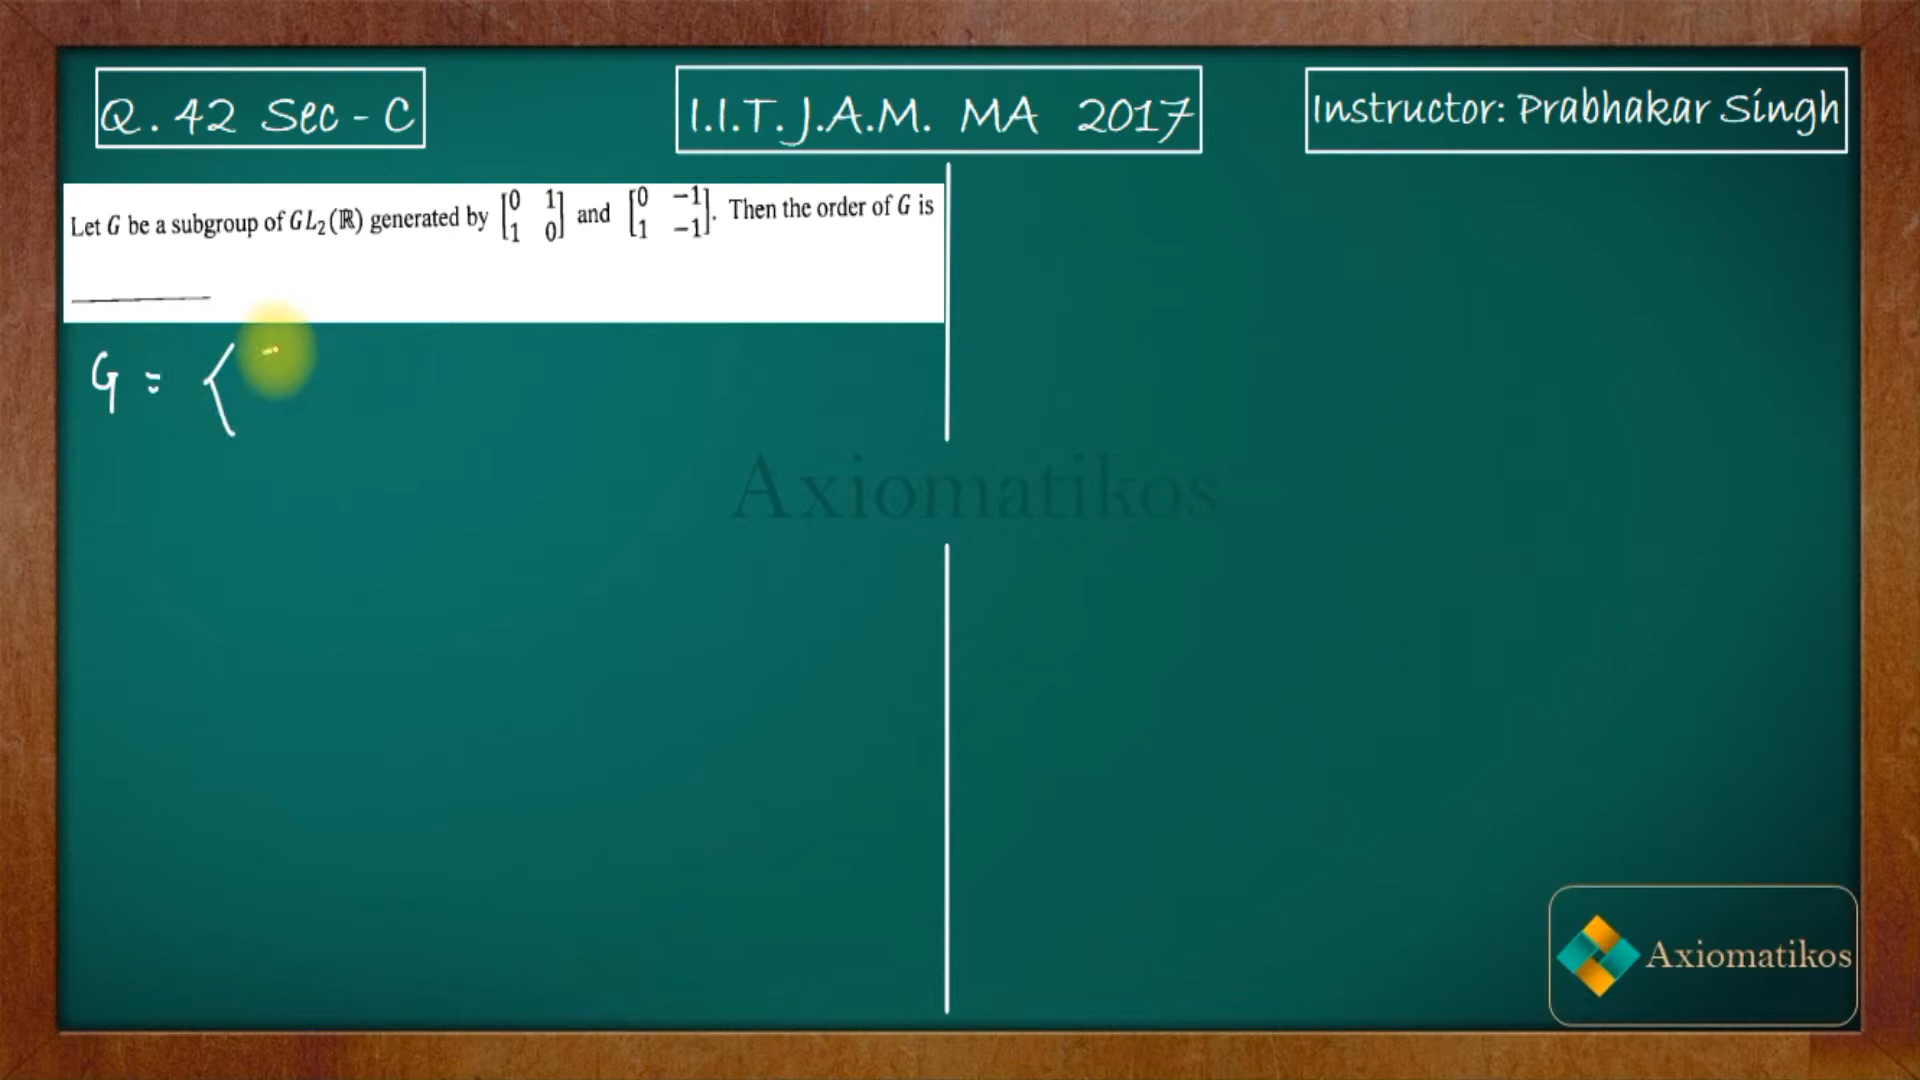 Q. 42 Sec - C
I.I.T. J.A.M. MA 2017
Instructor: Prabhakar Singh
Let G be a subgroup of GL₂(ℝ) generated by [0 1; 1 0] and [0 −1; 1 −1]. Then the order of G is
________
G = ⟨
Axiomatikos
Axiomatikos